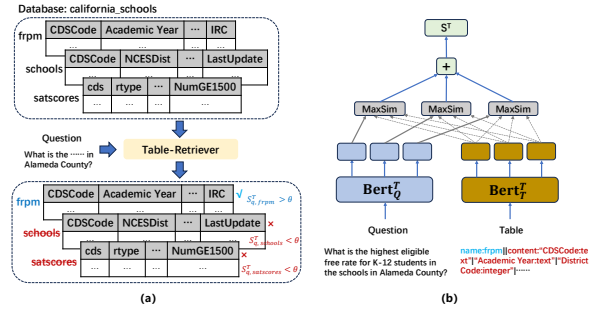 Database: california_schools
frpm
CDSCode Academic Year ... IRC
... ... ...
schools
CDSCode NCESDist ... LastUpdate
... ...
satscores
cds rtype ... NumGE1500
... ... ...
Question
What is the ...... in
Alameda County?
Table-Retriever
frpm
CDSCode Academic Year ... IRC
√ S^T_{q,frpm} > θ
... ... ...
schools
CDSCode NCESDist ... LastUpdate ×
... ... S^T_{q,schools} < θ
satscores
cds rtype ... NumGE1500 ×
... ... ... S^T_{q,satscores} < θ
(a)
S^T
+
MaxSim MaxSim MaxSim
Bert^T_Q Bert^T_T
Question Table
What is the highest eligible
free rate for K-12 students in
the schools in Alameda County?
name:frpm||content:"CDSCode:te
xt"|"Academic Year:text"|"District
Code:integer"|······
(b)